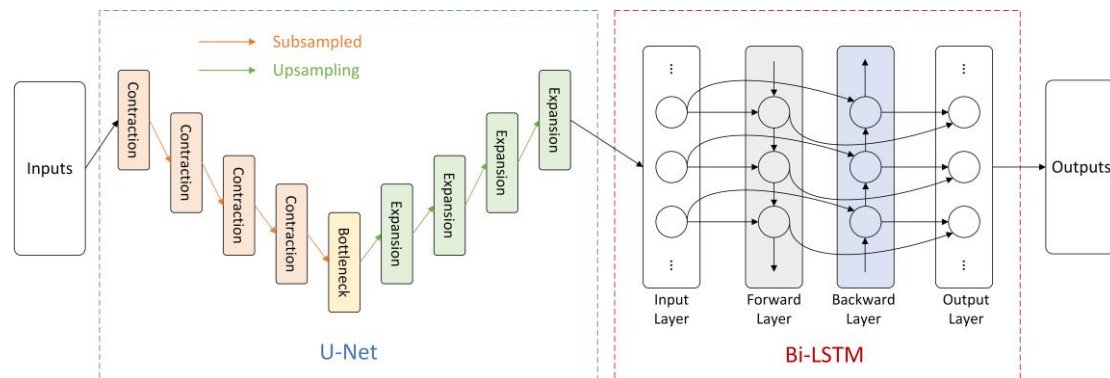 Subsampled
Upsampling
Inputs
Contraction
Contraction
Contraction
Contraction
Bottleneck
Expansion
Expansion
Expansion
Expansion
U-Net
...
...
...
...
Input
Layer
Forward
Layer
Backward
Layer
Output
Layer
Bi-LSTM
Outputs